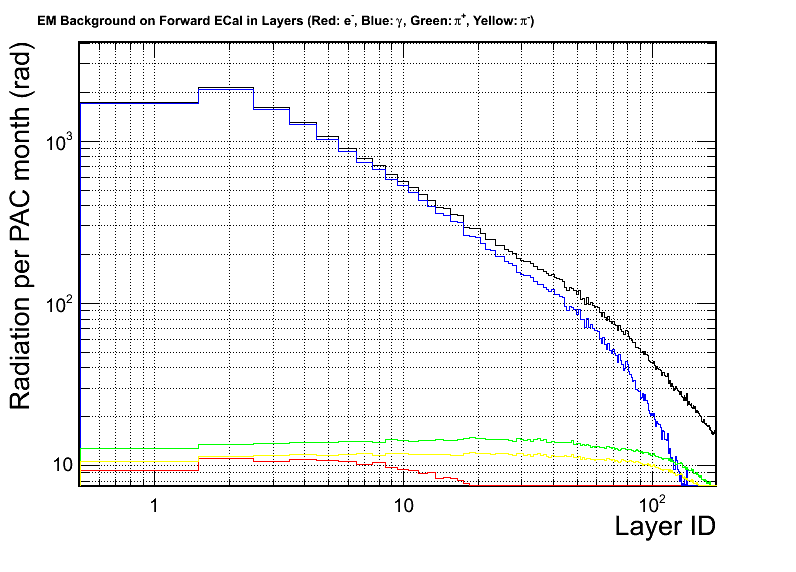 EM Background on Forward ECal in Layers (Red: e⁻, Blue: γ, Green: π⁺, Yellow: π⁻)
Radiation per PAC month (rad)
10³
10²
10
1 10 10²
Layer ID